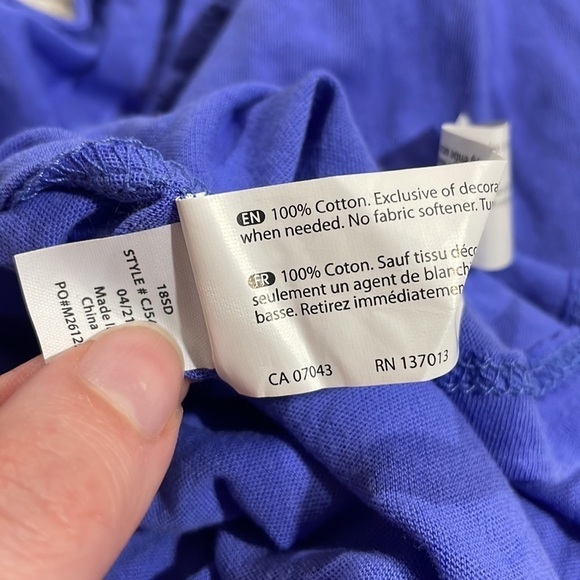 EN 100% Cotton. Exclusive of decora
when needed. No fabric softener. Tu
FR 100% Coton. Sauf tissu déco
seulement un agent de blanchi
basse. Retirez immédiatemen
CA 07043 RN 137013
18SD
STYLE # CJ5
04/21
Made
China
PO#M2612